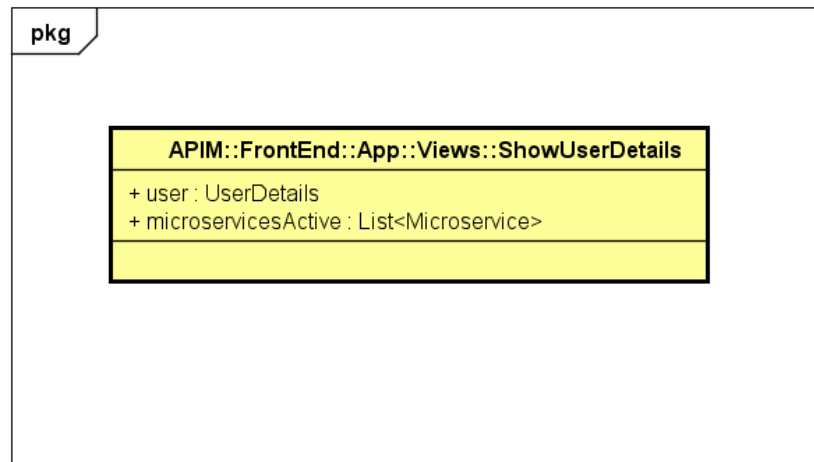 pkg
APIM::FrontEnd::App::Views::ShowUserDetails
+ user : UserDetails
+ microservicesActive : List<Microservice>